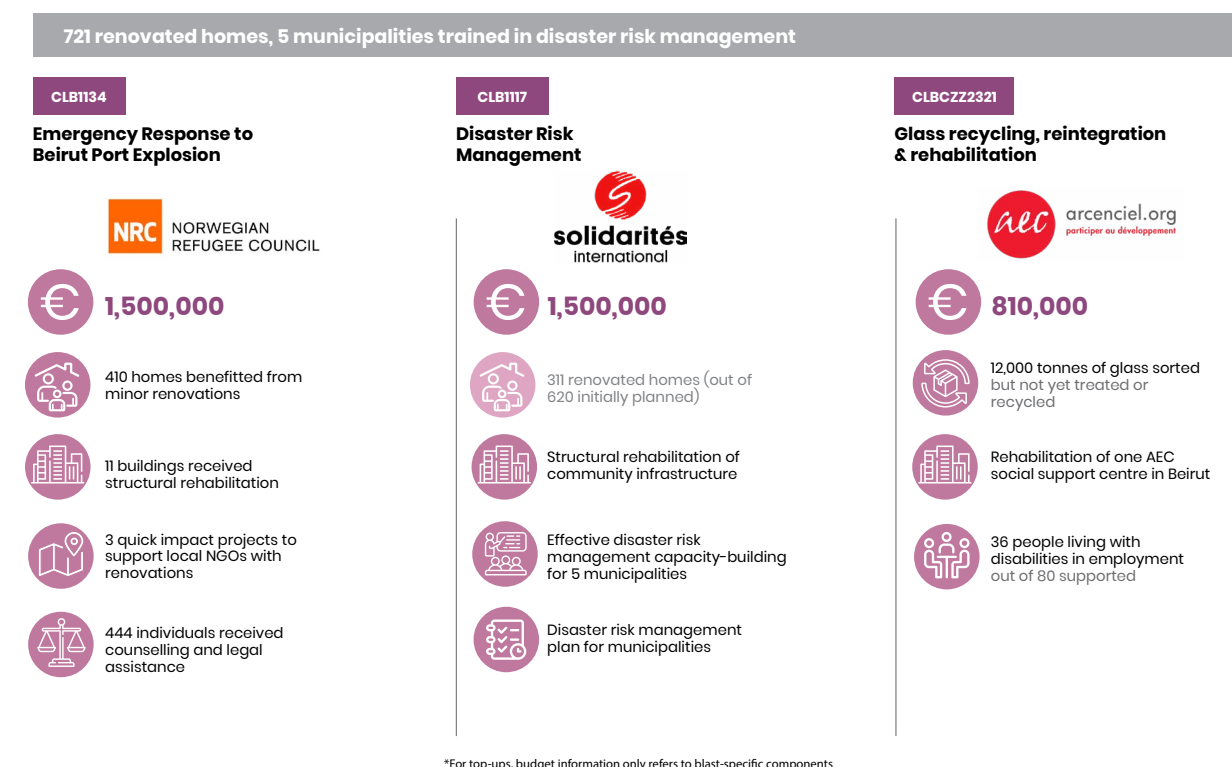 721 renovated homes, 5 municipalities trained in disaster risk management
CLB1134
Emergency Response to
Beirut Port Explosion
NRC
NORWEGIAN
REFUGEE COUNCIL
€
1,500,000
410 homes benefitted from
minor renovations
11 buildings received
structural rehabilitation
3 quick impact projects to
support local NGOs with
renovations
444 individuals received
counselling and legal
assistance
CLB1117
Disaster Risk
Management
solidarités
international
€
1,500,000
311 renovated homes (out of
620 initially planned)
Structural rehabilitation of
community infrastructure
Effective disaster risk
management capacity-building
for 5 municipalities
Disaster risk management
plan for municipalities
CLBCZZ2321
Glass recycling, reintegration
& rehabilitation
aec
arcenciel.org
participer au développement
€
810,000
12,000 tonnes of glass sorted
but not yet treated or
recycled
Rehabilitation of one AEC
social support centre in Beirut
36 people living with
disabilities in employment
out of 80 supported
*For top-ups, budget information only refers to blast-specific components